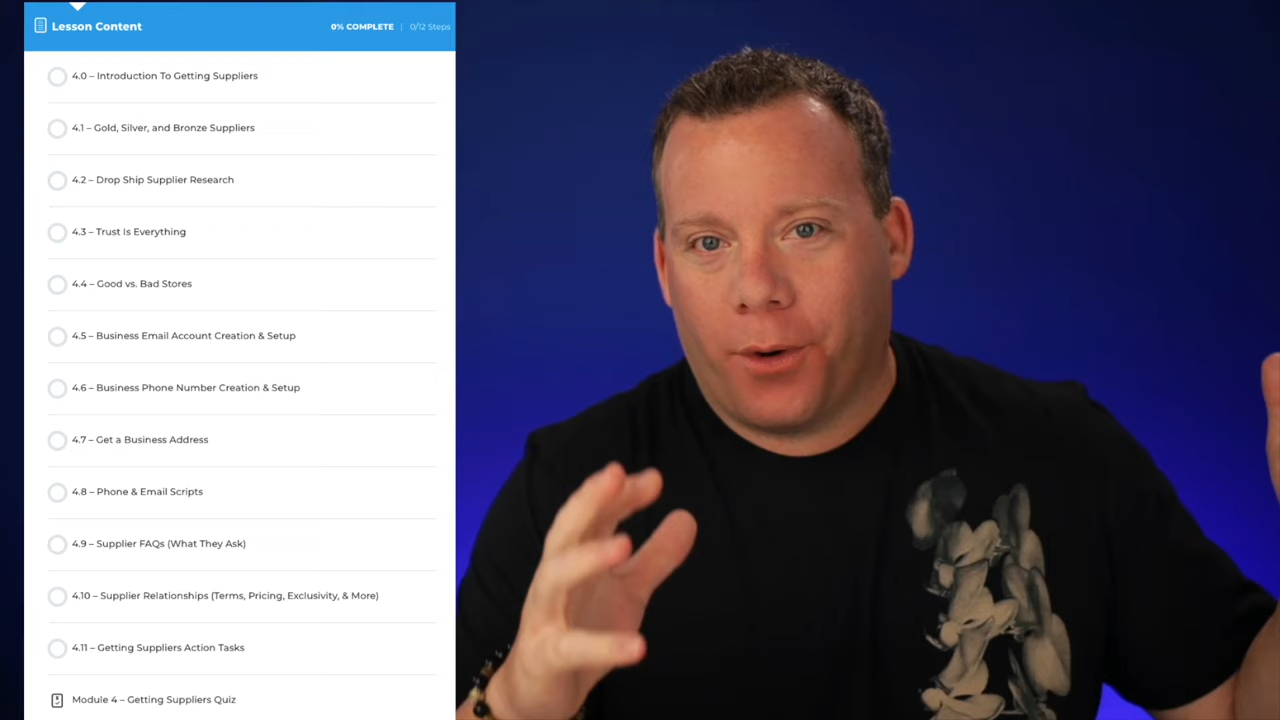 Lesson Content
0% COMPLETE | 0/12 Steps
4.0 – Introduction To Getting Suppliers
4.1 – Gold, Silver, and Bronze Suppliers
4.2 – Drop Ship Supplier Research
4.3 – Trust Is Everything
4.4 – Good vs. Bad Stores
4.5 – Business Email Account Creation & Setup
4.6 – Business Phone Number Creation & Setup
4.7 – Get a Business Address
4.8 – Phone & Email Scripts
4.9 – Supplier FAQs (What They Ask)
4.10 – Supplier Relationships (Terms, Pricing, Exclusivity, & More)
4.11 – Getting Suppliers Action Tasks
Module 4 – Getting Suppliers Quiz